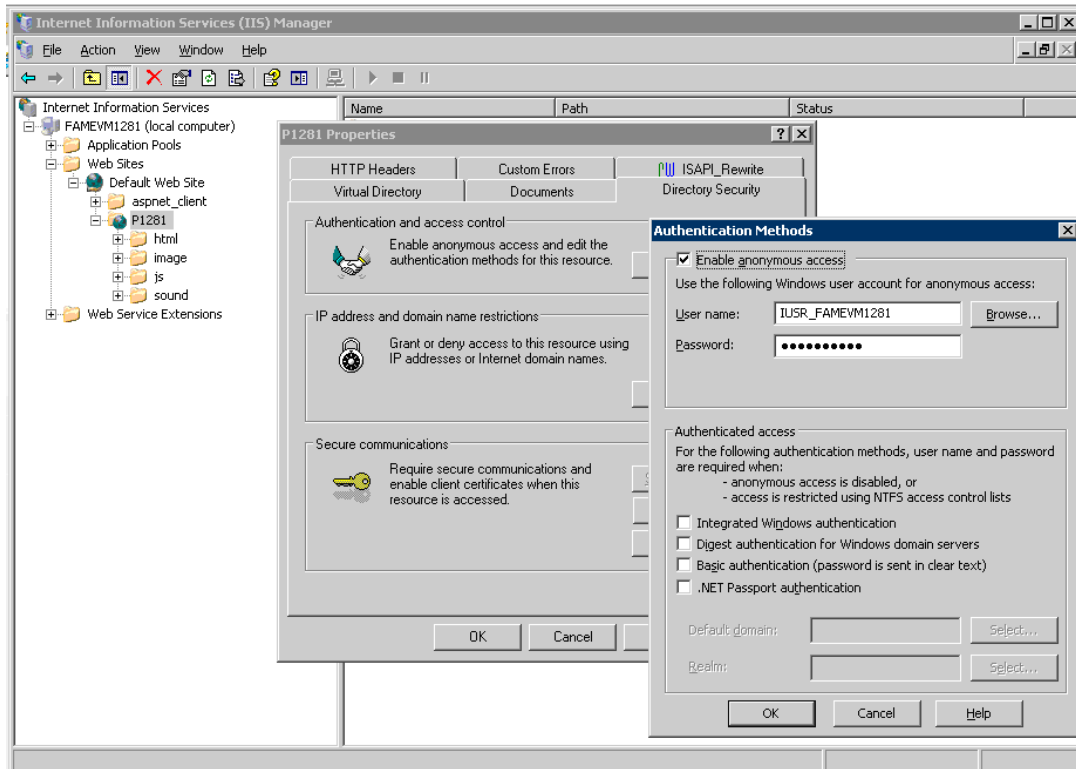 Internet Information Services (IIS) Manager
File Action View Window Help
Internet Information Services
FAMEVM1281 (local computer)
Application Pools
Web Sites
Default Web Site
aspnet_client
P1281
html
image
js
sound
Web Service Extensions
Name Path Status
P1281 Properties
HTTP Headers Custom Errors ISAPI_Rewrite
Virtual Directory Documents Directory Security
Authentication and access control
Enable anonymous access and edit the
authentication methods for this resource.
IP address and domain name restrictions
Grant or deny access to this resource using
IP addresses or Internet domain names.
Secure communications
Require secure communications and
enable client certificates when this
resource is accessed.
OK Cancel
Authentication Methods
Enable anonymous access
Use the following Windows user account for anonymous access:
User name: IUSR_FAMEVM1281 Browse...
Password: ●●●●●●●●●●
Authenticated access
For the following authentication methods, user name and password
are required when:
- anonymous access is disabled, or
- access is restricted using NTFS access control lists
Integrated Windows authentication
Digest authentication for Windows domain servers
Basic authentication (password is sent in clear text)
.NET Passport authentication
Default domain: Select...
Realm: Select...
OK Cancel Help